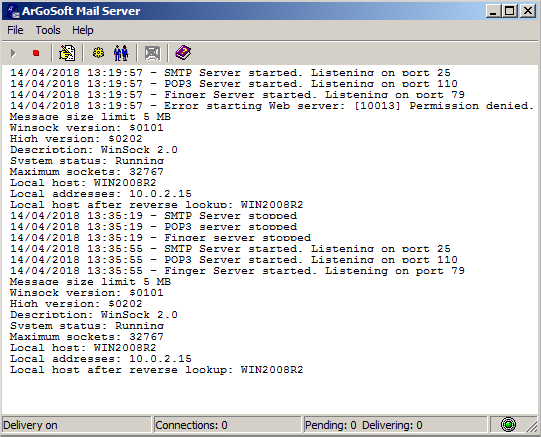 ArGoSoft Mail Server
File Tools Help
14/04/2018 13:19:57 - SMTP Server started. Listening on port 25
14/04/2018 13:19:57 - POP3 Server started. Listening on port 110
14/04/2018 13:19:57 - Finger Server started. Listening on port 79
14/04/2018 13:19:57 - Error starting Web server: [10013] Permission denied.
Message size limit 5 MB
Winsock version: $0101
High version: $0202
Description: WinSock 2.0
System status: Running
Maximum sockets: 32767
Local host: WIN2008R2
Local addresses: 10.0.2.15
Local host after reverse lookup: WIN2008R2
14/04/2018 13:35:19 - SMTP Server stopped
14/04/2018 13:35:19 - POP3 server stopped
14/04/2018 13:35:19 - Finger server stopped
14/04/2018 13:35:55 - SMTP Server started. Listening on port 25
14/04/2018 13:35:55 - POP3 Server started. Listening on port 110
14/04/2018 13:35:55 - Finger Server started. Listening on port 79
Message size limit 5 MB
Winsock version: $0101
High version: $0202
Description: WinSock 2.0
System status: Running
Maximum sockets: 32767
Local host: WIN2008R2
Local addresses: 10.0.2.15
Local host after reverse lookup: WIN2008R2
Delivery on Connections: 0 Pending: 0 Delivering: 0